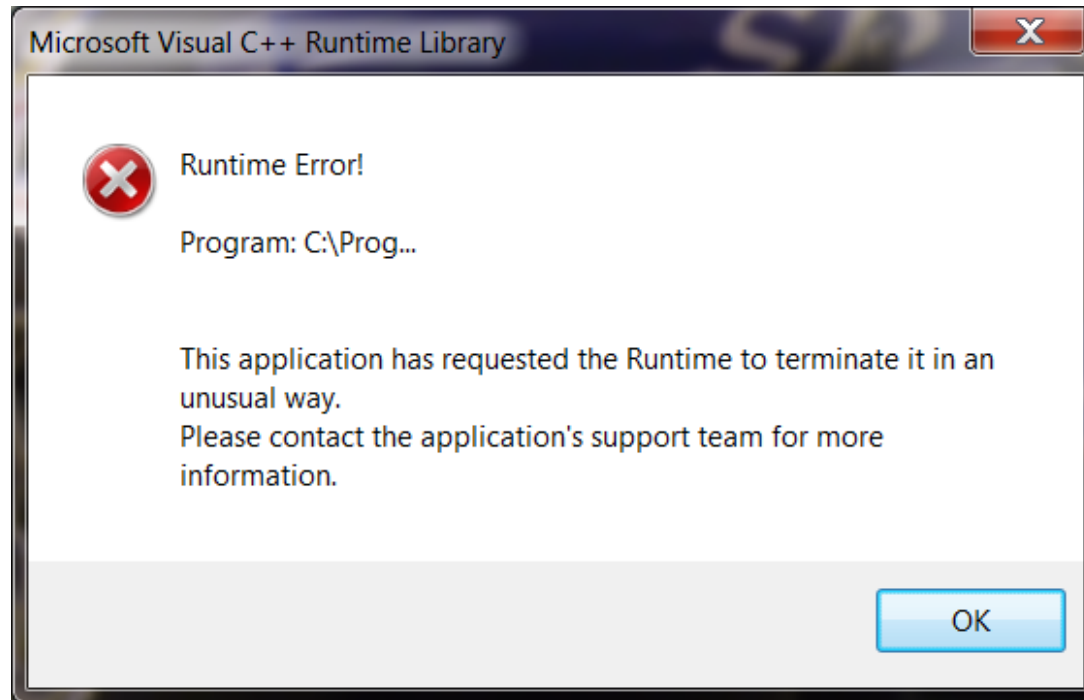 Microsoft Visual C++ Runtime Library
X
Runtime Error!
Program: C:\Prog...
This application has requested the Runtime to terminate it in an
unusual way.
Please contact the application's support team for more
information.
OK